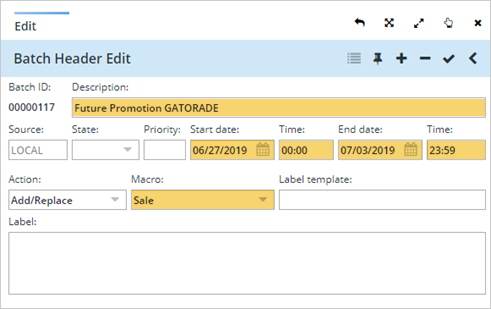 Edit
Batch Header Edit
Batch ID: Description:
00000117 Future Promotion GATORADE
Source: State: Priority: Start date: Time: End date: Time:
LOCAL 06/27/2019 00:00 07/03/2019 23:59
Action: Macro: Label template:
Add/Replace Sale
Label: